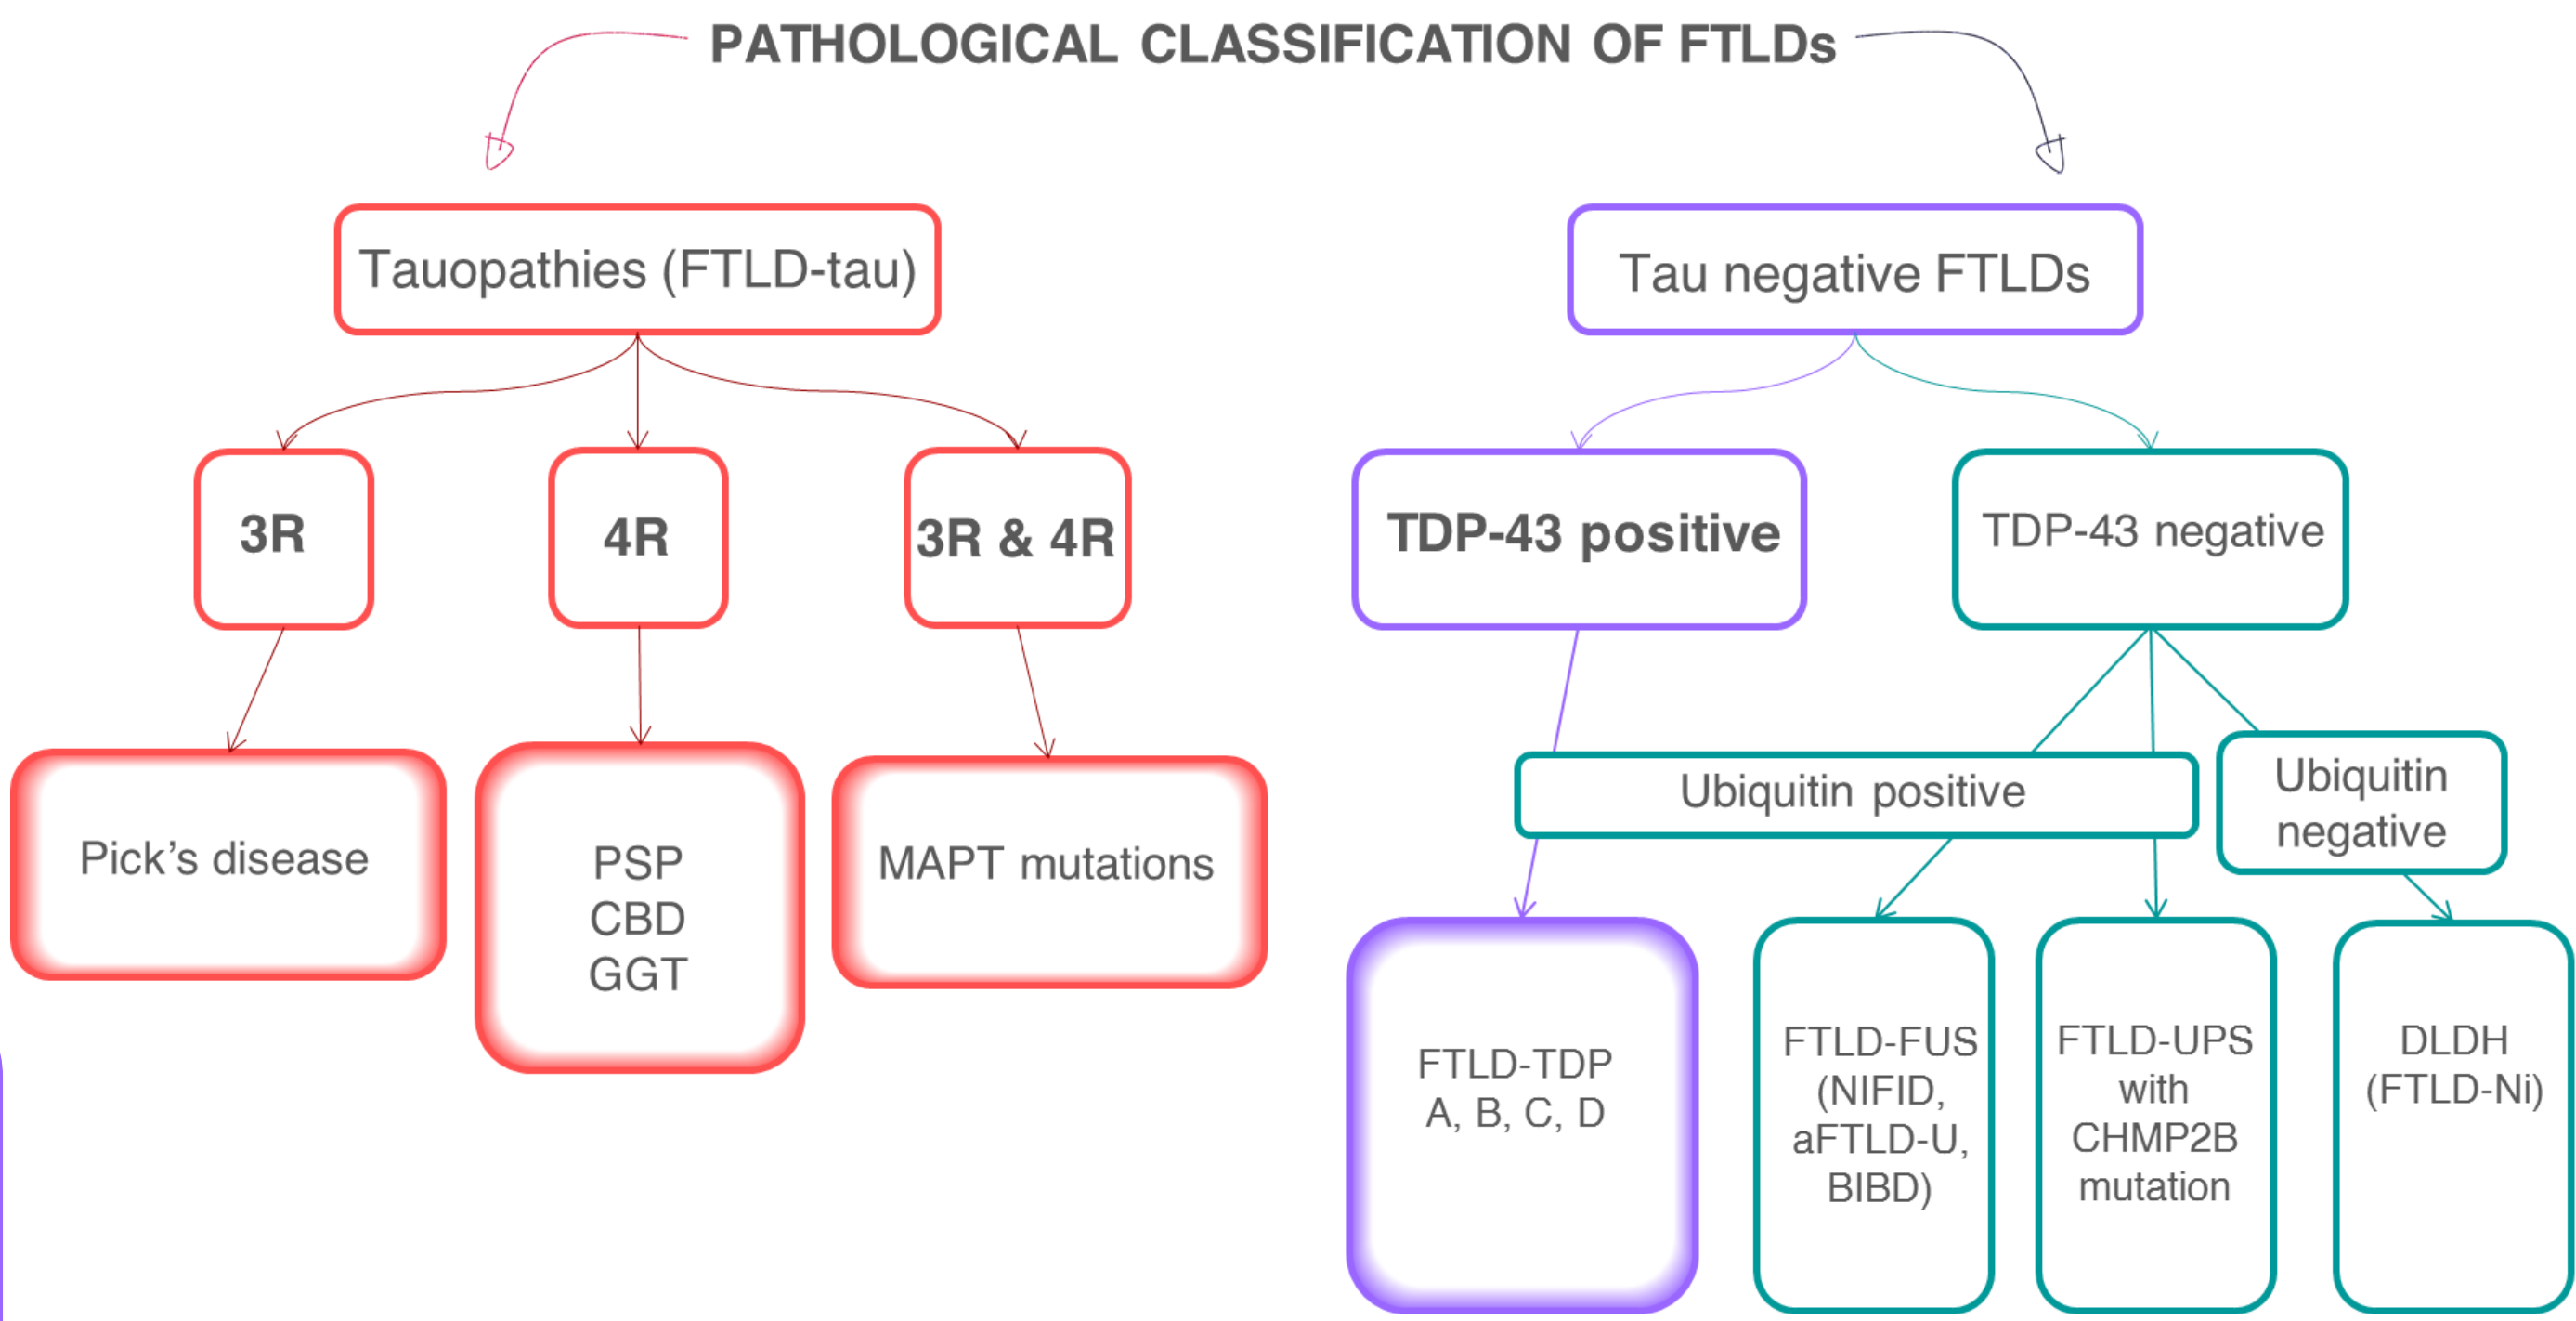 PATHOLOGICAL CLASSIFICATION OF FTLDs
Tauopathies (FTLD-tau)
Tau negative FTLDs
3R
4R
3R & 4R
TDP-43 positive
TDP-43 negative
Pick’s disease
PSP
CBD
GGT
MAPT mutations
Ubiquitin positive
Ubiquitin
negative
FTLD-TDP
A, B, C, D
FTLD-FUS
(NIFID,
aFTLD-U,
BIBD)
FTLD-UPS
with
CHMP2B
mutation
DLDH
(FTLD-Ni)